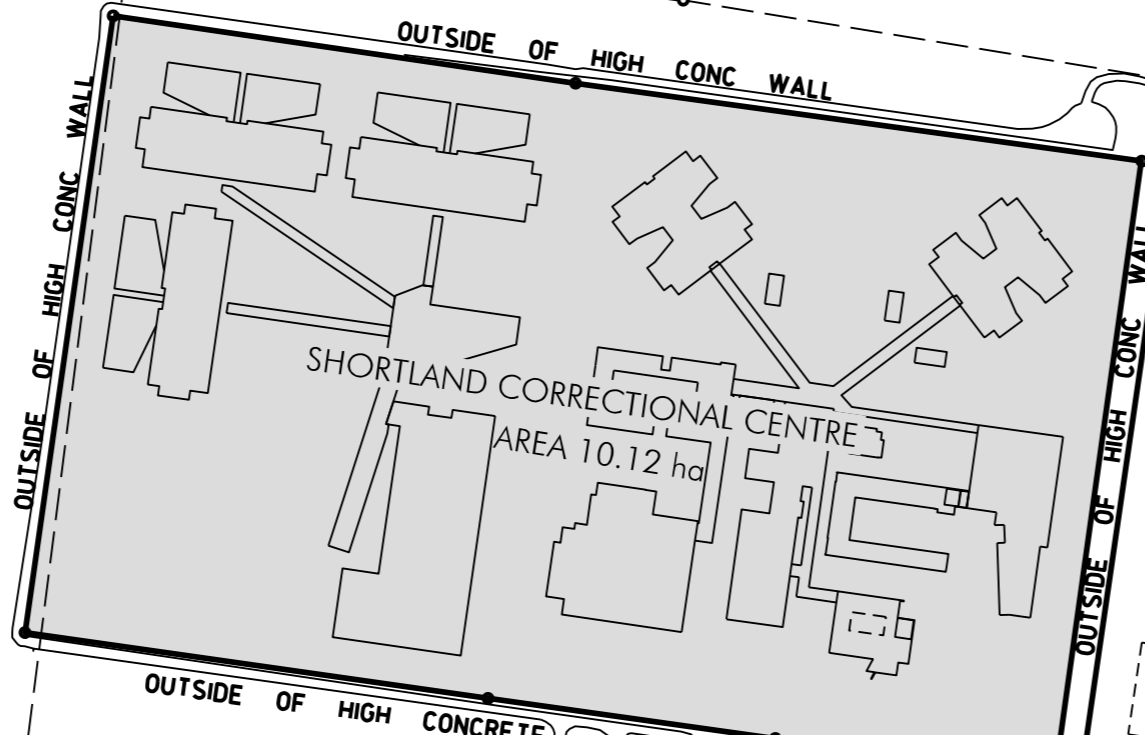 OUTSIDE OF HIGH CONC WALL
OUTSIDE OF HIGH CONC WALL
SHORTLAND CORRECTIONAL CENTRE
AREA 10.12 ha
OUTSIDE OF HIGH CONC WALL
OUTSIDE OF HIGH CONCRETE